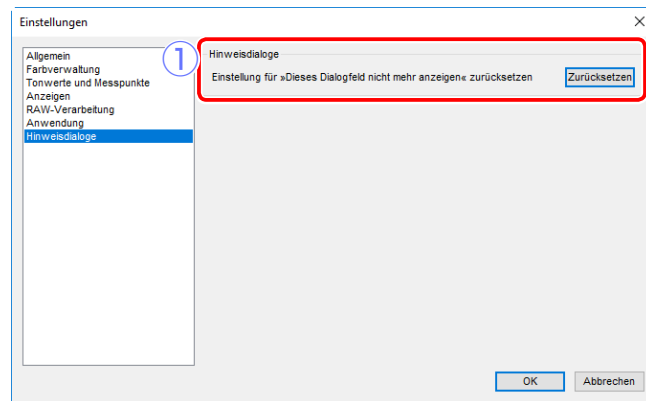 Einstellungen
Allgemein
Farbverwaltung
Tonwerte und Messpunkte
Anzeigen
RAW-Verarbeitung
Anwendung
Hinweisdialoge
1
Hinweisdialoge
Einstellung für »Dieses Dialogfeld nicht mehr anzeigen« zurücksetzen Zurücksetzen
OK Abbrechen